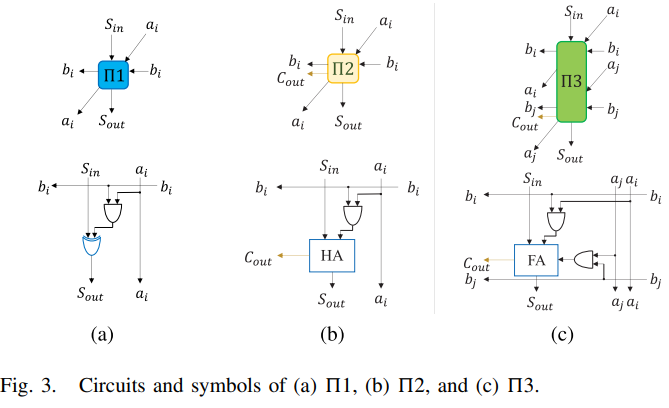 S_in a_i
b_i Π1 b_i
a_i S_out
S_in a_i
b_i b_i
S_out a_i
(a)
S_in a_i
b_i Π2 b_i
C_out
a_i S_out
S_in a_i
b_i b_i
C_out HA
S_out a_i
(b)
S_in a_i
b_i b_i
a_j
Π3
a_i
b_j b_j
C_out
a_j S_out
S_in a_j a_i
b_i b_i
C_out FA
b_j b_j
S_out a_j a_i
(c)
Fig. 3. Circuits and symbols of (a) Π1, (b) Π2, and (c) Π3.